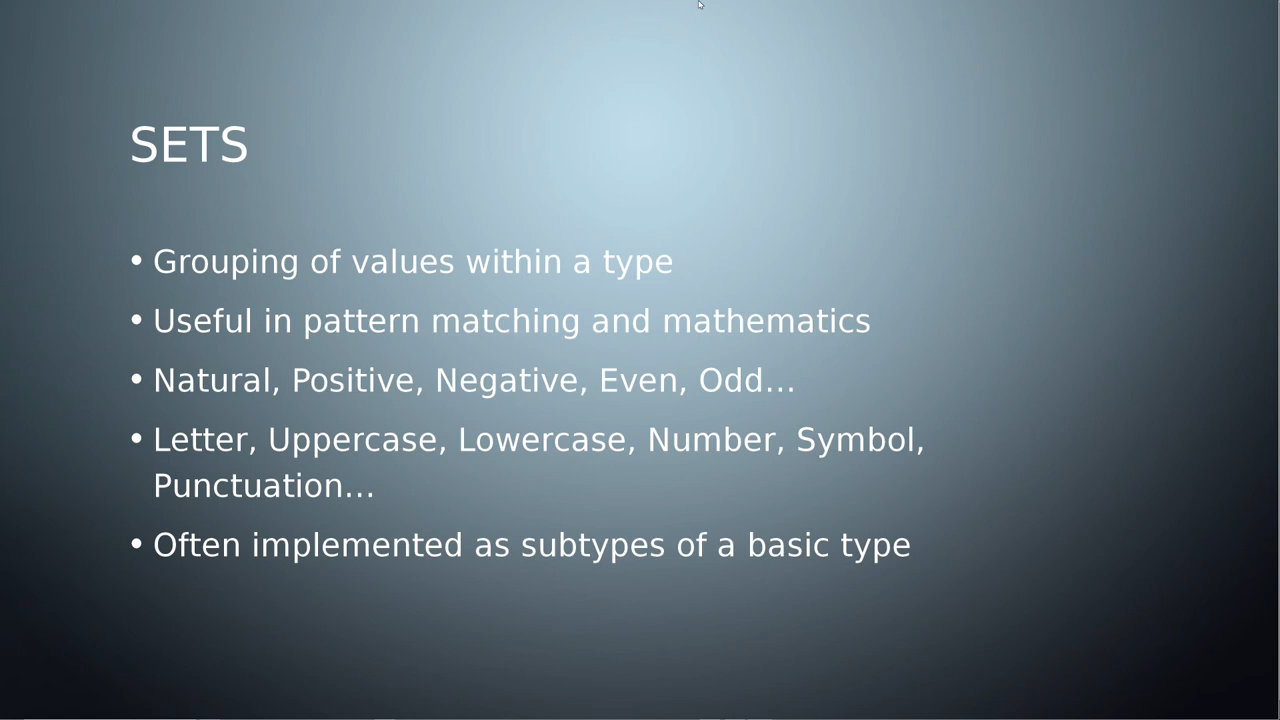 SETS
• Grouping of values within a type
• Useful in pattern matching and mathematics
• Natural, Positive, Negative, Even, Odd…
• Letter, Uppercase, Lowercase, Number, Symbol,
Punctuation…
• Often implemented as subtypes of a basic type